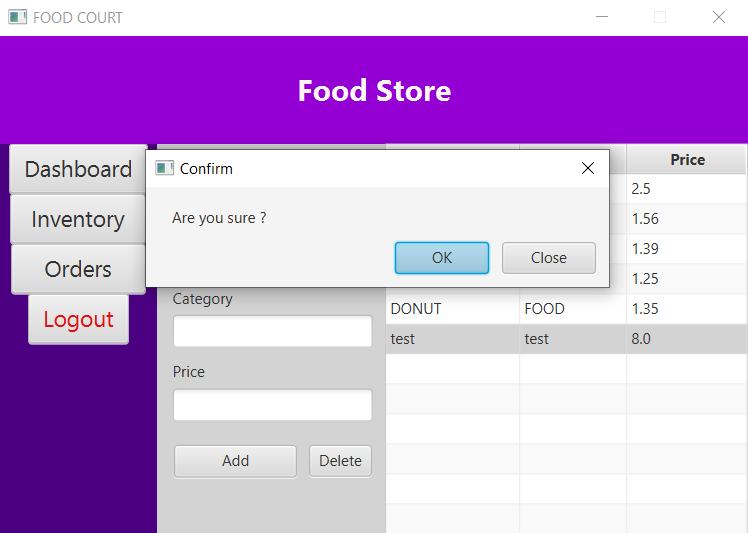 FOOD COURT
Food Store
Dashboard
Inventory
Orders
Logout
Confirm
Are you sure ?
OK
Close
Category
Price
Add
Delete
Price
2.5
1.56
1.39
1.25
DONUT FOOD 1.35
test test 8.0